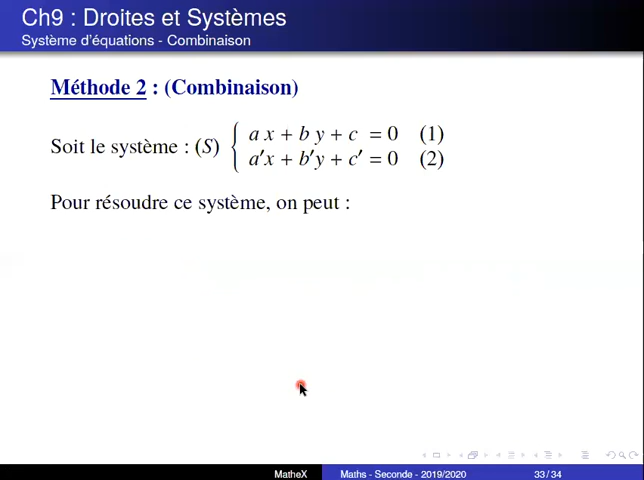 Ch9 : Droites et Systèmes
Système d'équations - Combinaison
Méthode 2 : (Combinaison)
Soit le système : (S) { a x + b y + c = 0 (1)
a′x + b′y + c′ = 0 (2)
Pour résoudre ce système, on peut :
MatheX Maths - Seconde - 2019/2020 33/34